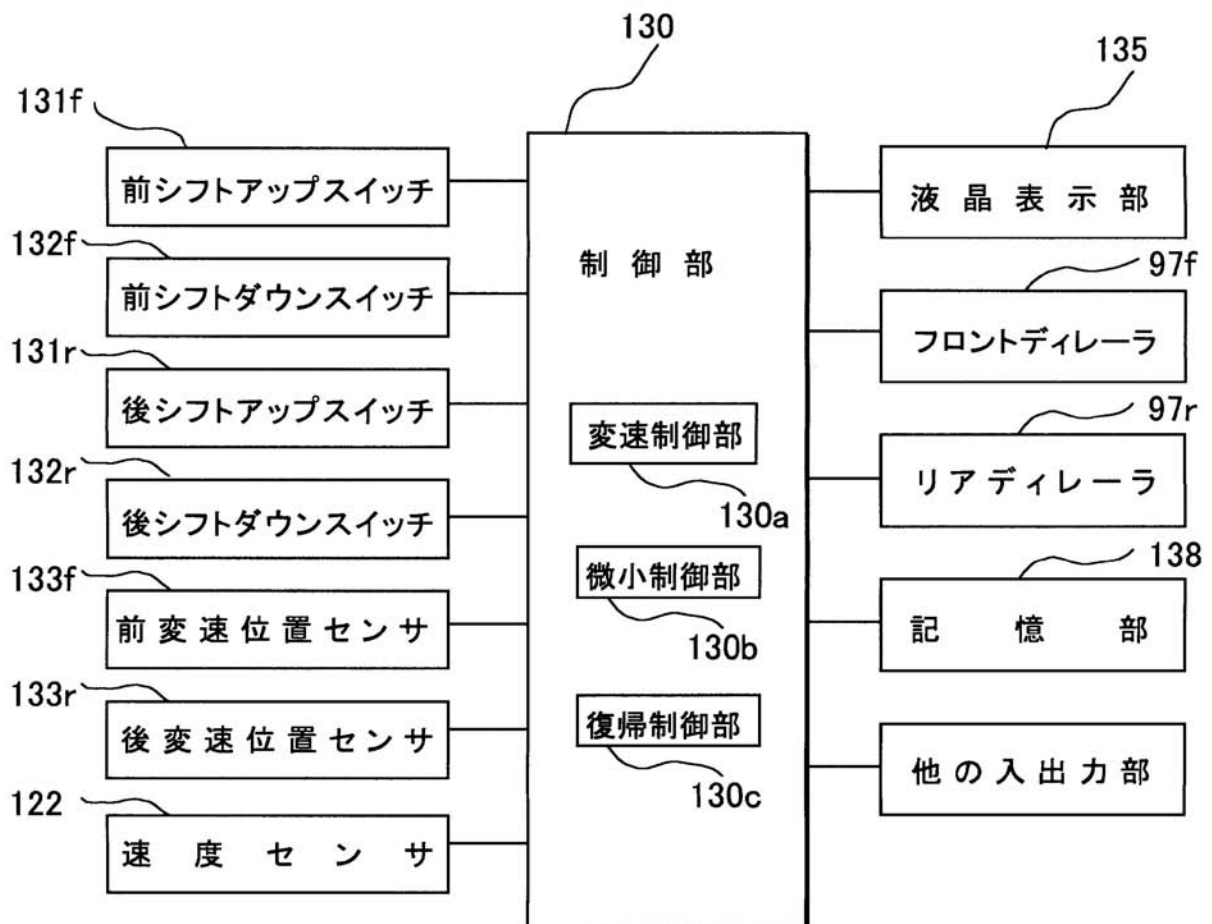 130
135
131f
前シフトアップスイッチ
液晶表示部
132f
制御部
97f
前シフトダウンスイッチ
フロントディレーラ
131r
後シフトアップスイッチ
97r
変速制御部
リアディレーラ
132r
130a
後シフトダウンスイッチ
138
133f
微小制御部
前変速位置センサ
記憶部
130b
133r
復帰制御部
後変速位置センサ
他の入出力部
130c
122
速度センサ